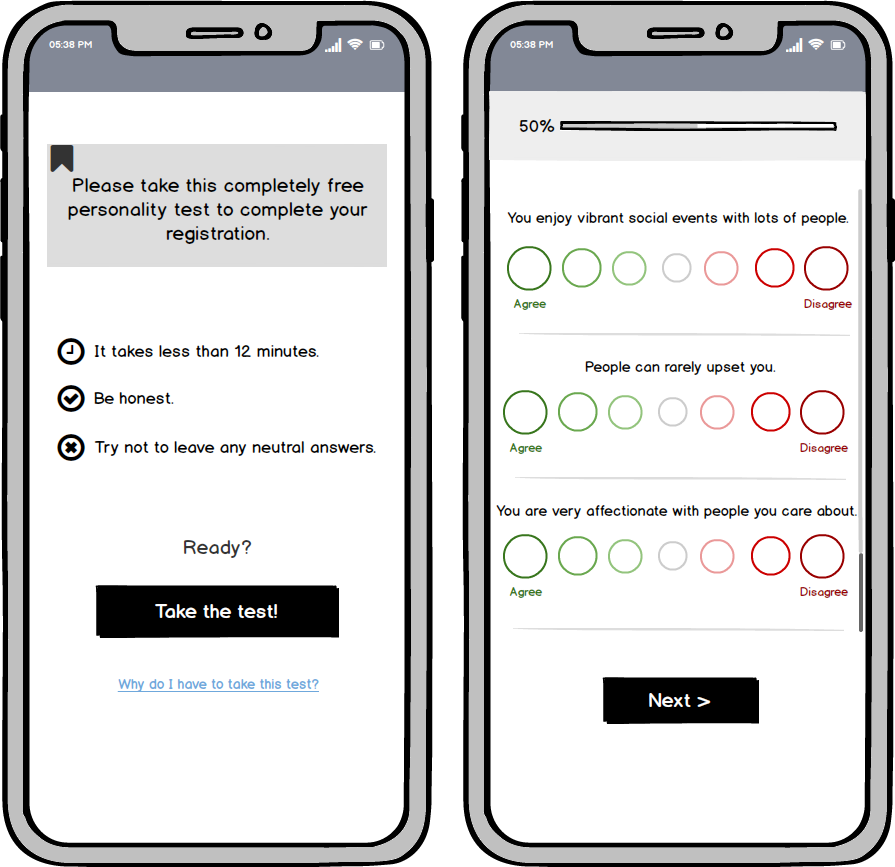 05:38 PM
Please take this completely free
personality test to complete your
registration.
It takes less than 12 minutes.
Be honest.
Try not to leave any neutral answers.
Ready?
Take the test!
Why do I have to take this test?
05:38 PM
50%
You enjoy vibrant social events with lots of people.
Agree Disagree
People can rarely upset you.
Agree Disagree
You are very affectionate with people you care about.
Agree Disagree
Next >